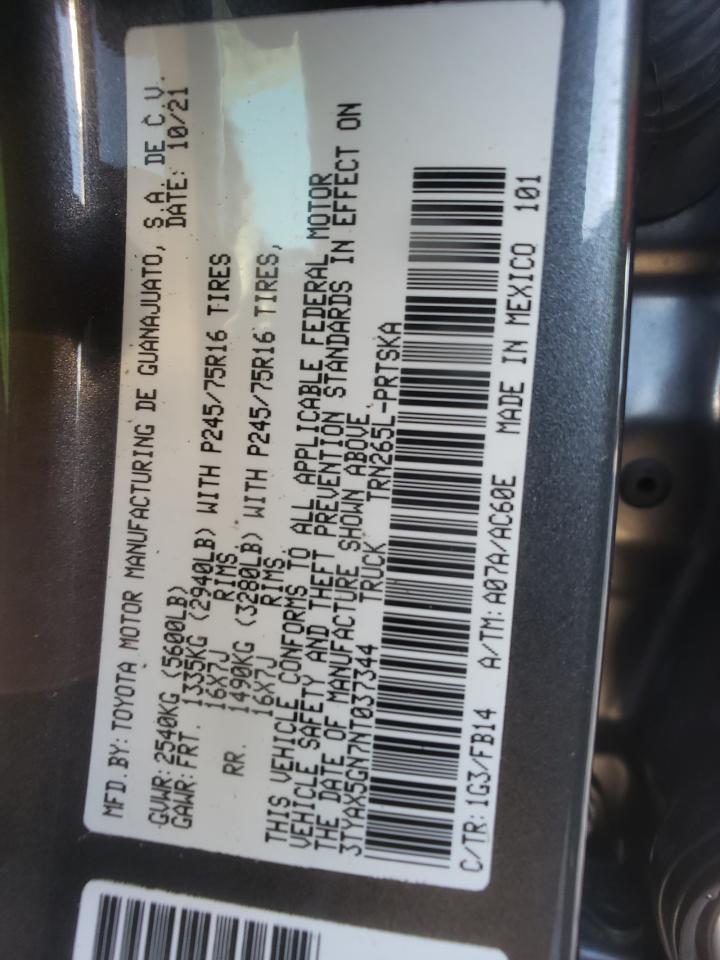 MFD.BY:TOYOTA MOTOR MANUFACTURING DE GUANAJUATO, S.A. DE C.V.
DATE: 10/21
GVWR:2540KG (5600LB)
GAWR:FRT. 1335KG (2940LB) WITH P245/75R16 TIRES
16X7J RIMS
RR. 1490KG (3280LB) WITH P245/75R16 TIRES,
16X7J RIMS.
THIS VEHICLE CONFORMS TO ALL APPLICABLE FEDERAL MOTOR
VEHICLE SAFETY AND THEFT PREVENTION STANDARDS IN EFFECT ON
THE DATE OF MANUFACTURE SHOWN ABOVE
3TYAX5GN7NT037344 TRUCK TRN265L-PRTSKA
C/TR:1G3/FB14 A/TM:A07A/AC60E MADE IN MEXICO 101